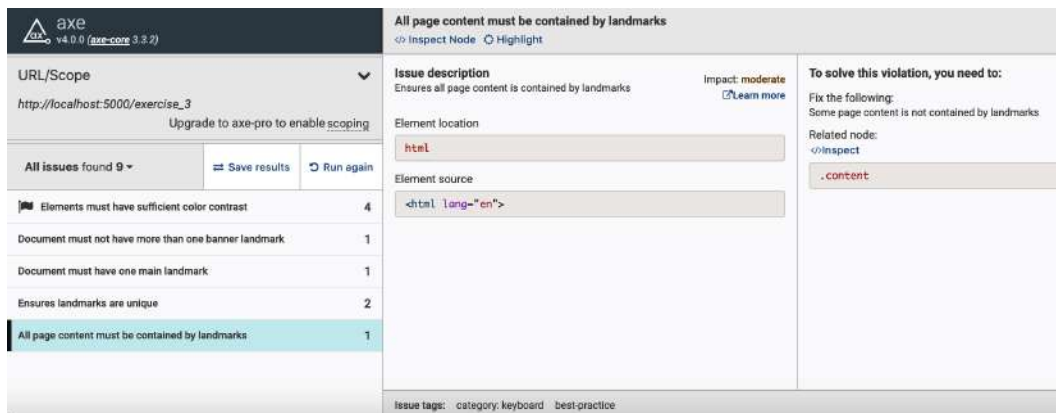 axe
v4.0.0 (axe-core 3.3.2)
URL/Scope
http://localhost:5000/exercise_3
Upgrade to axe-pro to enable scoping
All issues found 9
Save results
Run again
Elements must have sufficient color contrast 4
Document must not have more than one banner landmark 1
Document must have one main landmark 1
Ensures landmarks are unique 2
All page content must be contained by landmarks 1
All page content must be contained by landmarks
</> Inspect Node Highlight
Issue description
Impact: moderate
Ensures all page content is contained by landmarks
Learn more
Element location
html
Element source
<html lang="en">
To solve this violation, you need to:
Fix the following:
Some page content is not contained by landmarks
Related node:
</>Inspect
.content
Issue tags: category: keyboard best-practice